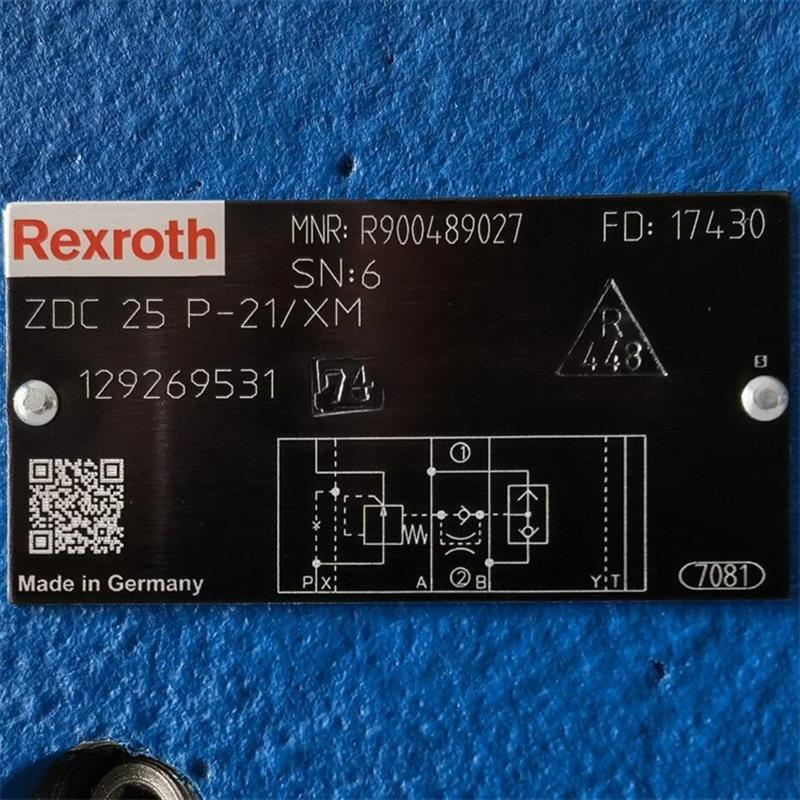 Rexroth MNR: R900489027 FD: 17430
SN:6
ZDC 25 P-21/XM
R
448
S
129269531 74
1
2
P X A B Y T
Made in Germany
7081